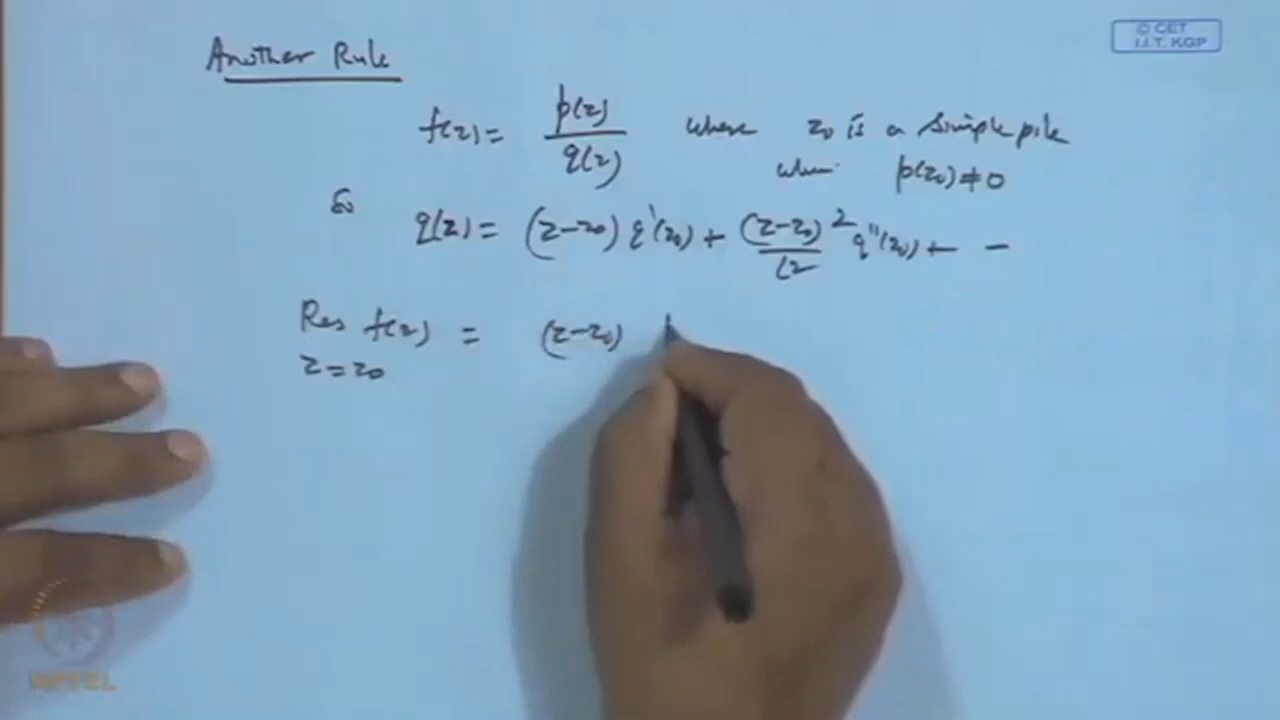 © CET
I.I.T. KGP
Another Rule
f(z) = p(z)/q(z) where z0 is a simple pole
when p(z0) ≠ 0
So q(z) = (z-z0) q'(z0) + (z-z0)^2/⌊2 q''(z0) + -
Res f(z) = (z-z0)
z=z0
NPTEL